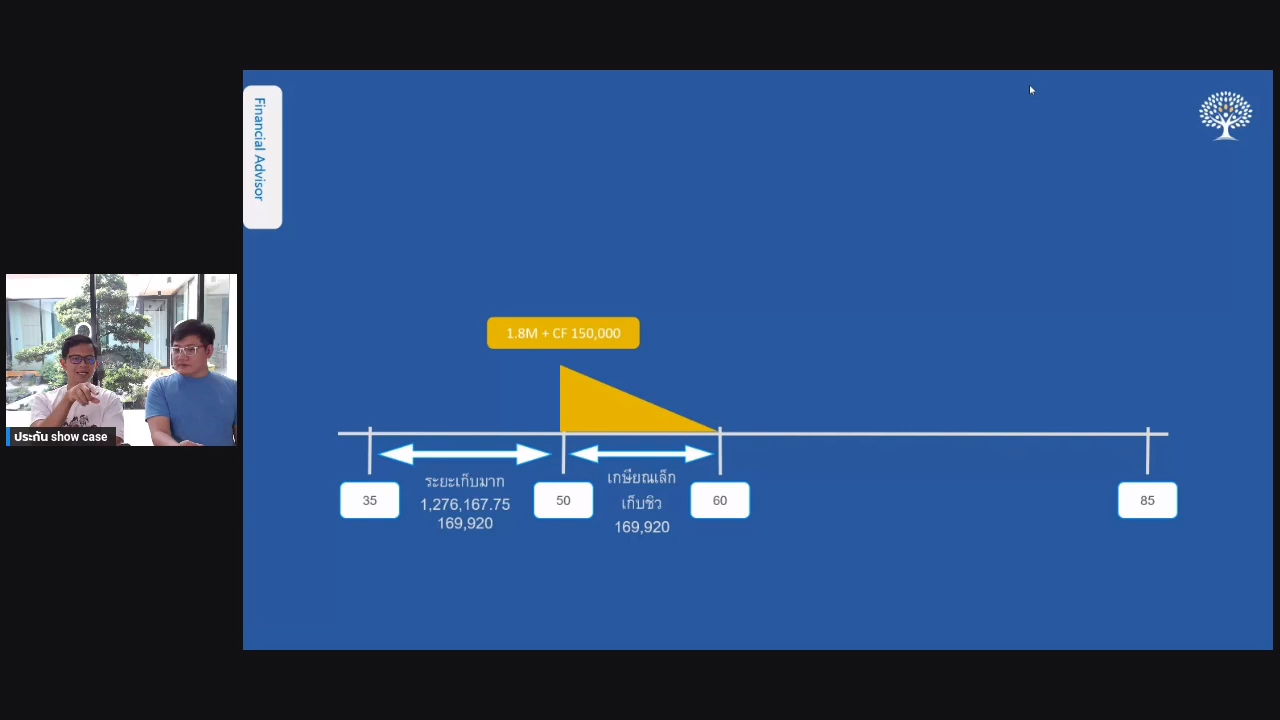 Financial Advisor
1.8M + CF 150,000
ระยะเก็บมาก
1,276,167.75
169,920
เกษียณเล็ก
เก็บชิว
169,920
35
50
60
85
ประกัน show case